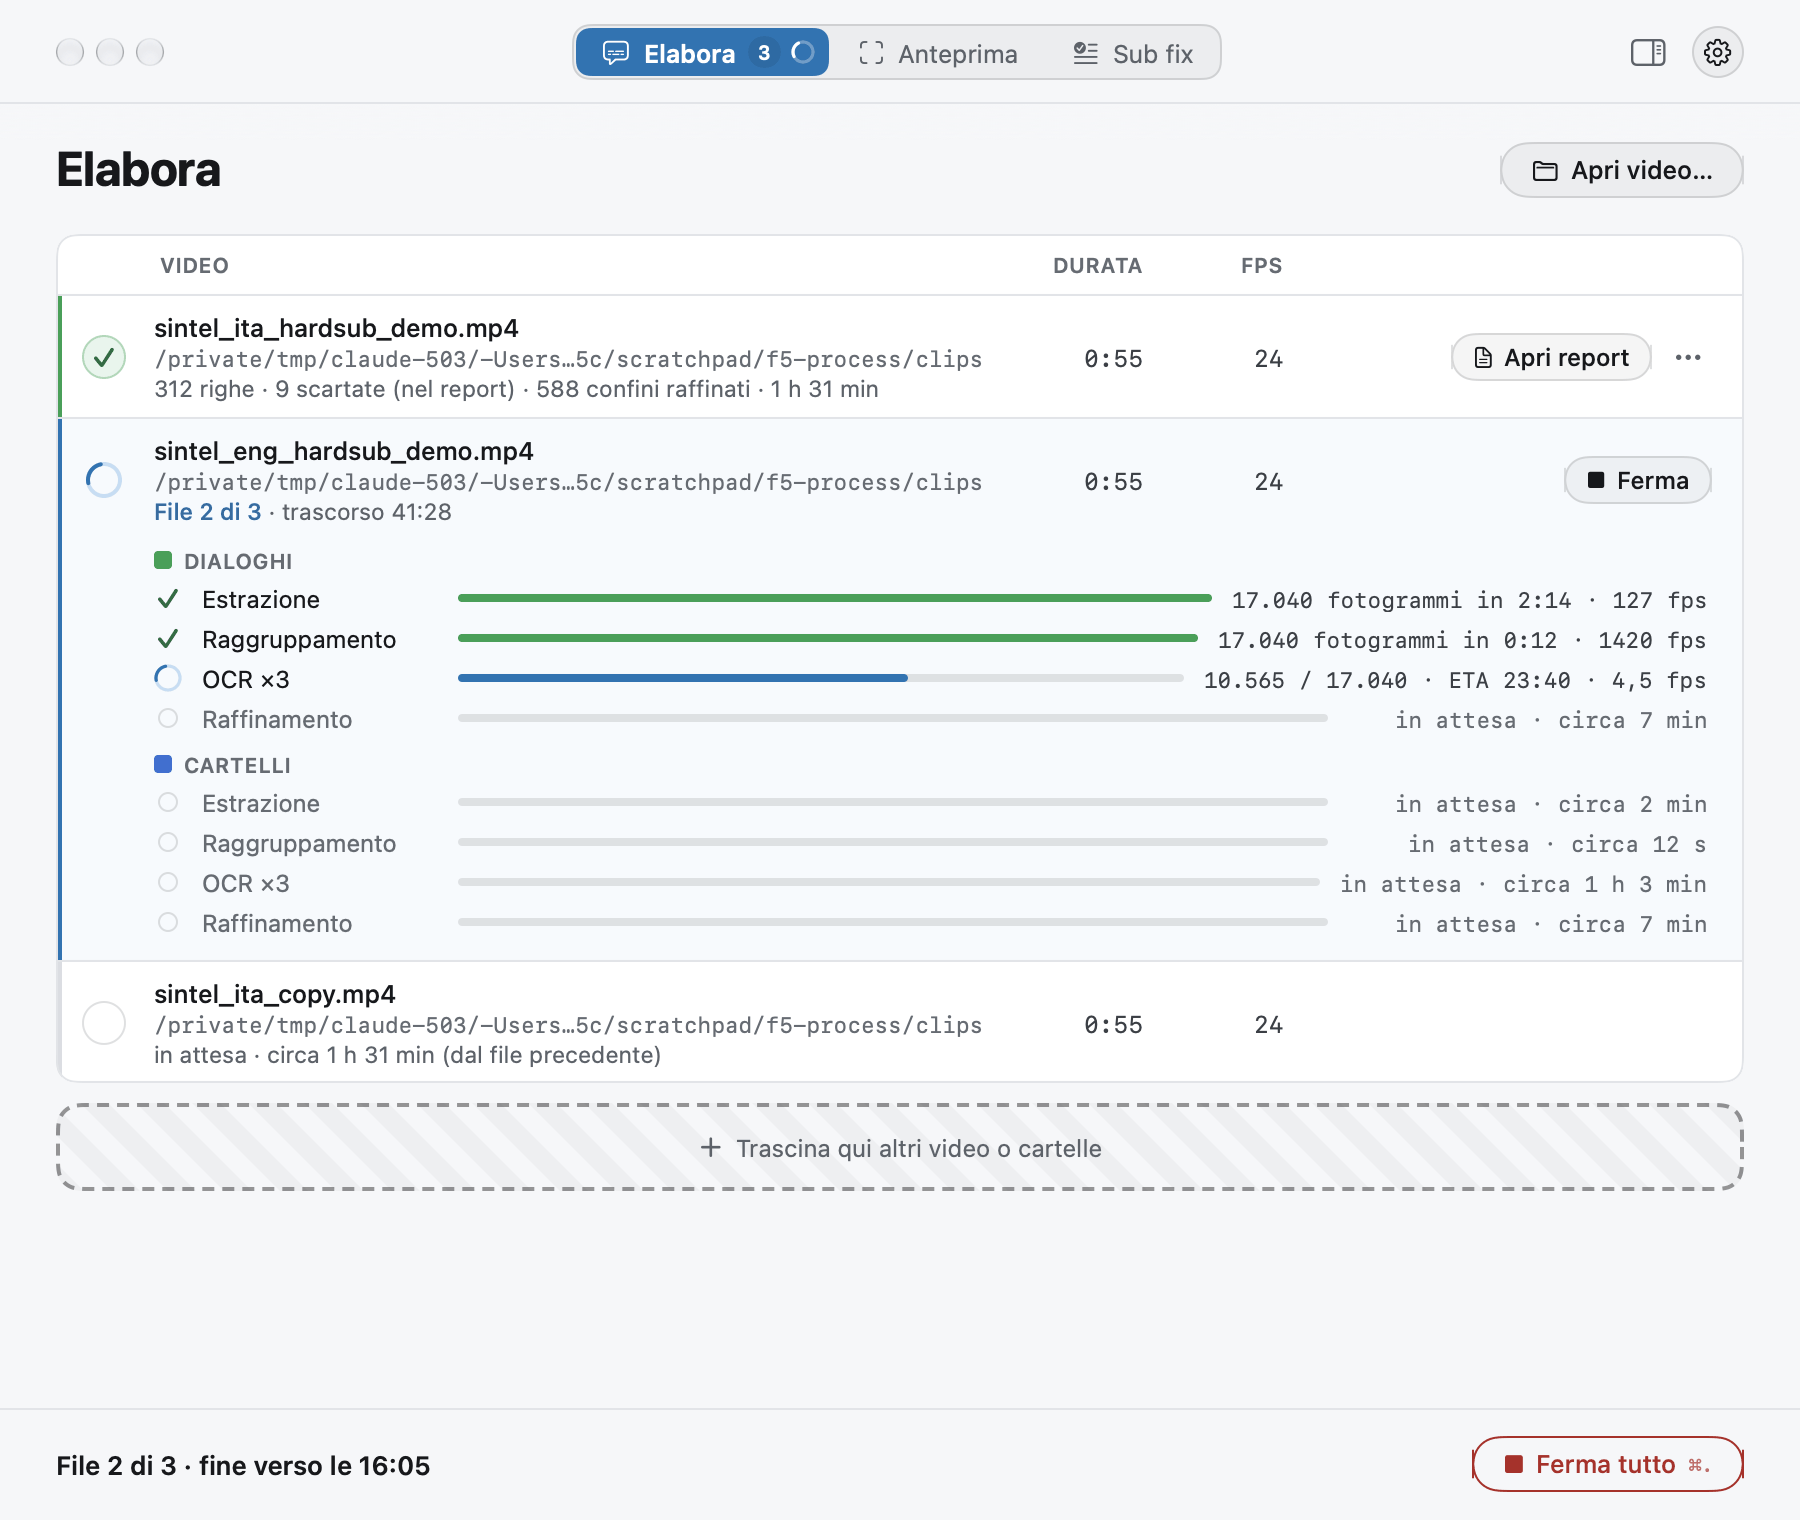 Elabora 3 Anteprima Sub fix
Elabora
Apri video...
VIDEO DURATA FPS
sintel_ita_hardsub_demo.mp4
/private/tmp/claude-503/-Users…5c/scratchpad/f5-process/clips 0:55 24 Apri report
312 righe · 9 scartate (nel report) · 588 confini raffinati · 1 h 31 min
sintel_eng_hardsub_demo.mp4
/private/tmp/claude-503/-Users…5c/scratchpad/f5-process/clips 0:55 24 Ferma
File 2 di 3 · trascorso 41:28
DIALOGHI
Estrazione 17.040 fotogrammi in 2:14 · 127 fps
Raggruppamento 17.040 fotogrammi in 0:12 · 1420 fps
OCR ×3 10.565 / 17.040 · ETA 23:40 · 4,5 fps
Raffinamento in attesa · circa 7 min
CARTELLI
Estrazione in attesa · circa 2 min
Raggruppamento in attesa · circa 12 s
OCR ×3 in attesa · circa 1 h 3 min
Raffinamento in attesa · circa 7 min
sintel_ita_copy.mp4
/private/tmp/claude-503/-Users…5c/scratchpad/f5-process/clips 0:55 24
in attesa · circa 1 h 31 min (dal file precedente)
+ Trascina qui altri video o cartelle
File 2 di 3 · fine verso le 16:05
Ferma tutto ⌘.